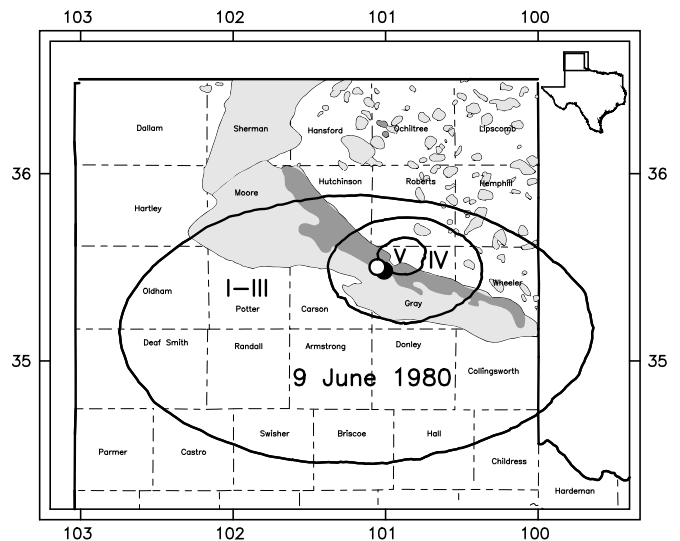 103 102 101 100
Dallam Sherman Hansford Ochiltree Lipscomb
36 36
Hutchinson Roberts Hemphill
Moore
Hartley
V IV
Oldham I–III Wheeler
Potter Carson Gray
Deaf Smith Randall Armstrong Donley
35 35
Collingsworth
9 June 1980
Swisher Briscoe Hall
Parmer Castro Childress
Hardeman
103 102 101 100